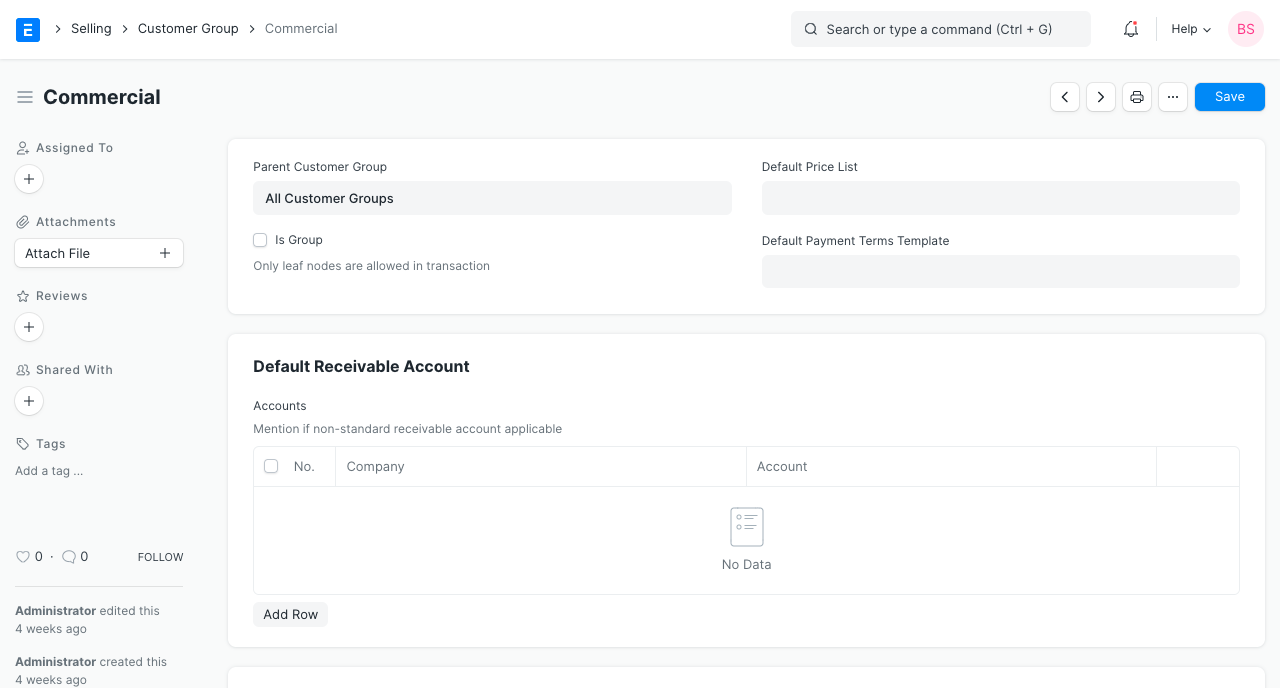 Selling
Customer Group
Commercial
Search or type a command (Ctrl + G)
Help
BS
Commercial
Save
Assigned To
Attachments
Attach File
Reviews
Shared With
Tags
Add a tag ...
0 · 0 FOLLOW
Administrator edited this
4 weeks ago
Administrator created this
4 weeks ago
Parent Customer Group
All Customer Groups
Is Group
Only leaf nodes are allowed in transaction
Default Price List
Default Payment Terms Template
Default Receivable Account
Accounts
Mention if non-standard receivable account applicable
No. Company Account
No Data
Add Row